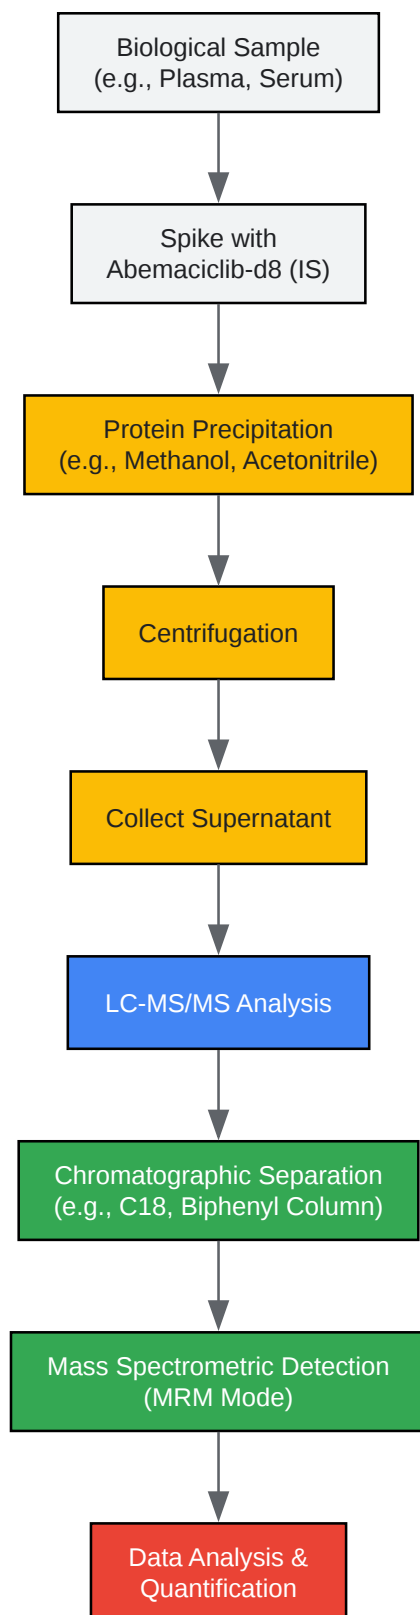 Biological Sample
(e.g., Plasma, Serum)
Spike with
Abemaciclib-d8 (IS)
Protein Precipitation
(e.g., Methanol, Acetonitrile)
Centrifugation
Collect Supernatant
LC-MS/MS Analysis
Chromatographic Separation
(e.g., C18, Biphenyl Column)
Mass Spectrometric Detection
(MRM Mode)
Data Analysis &
Quantification